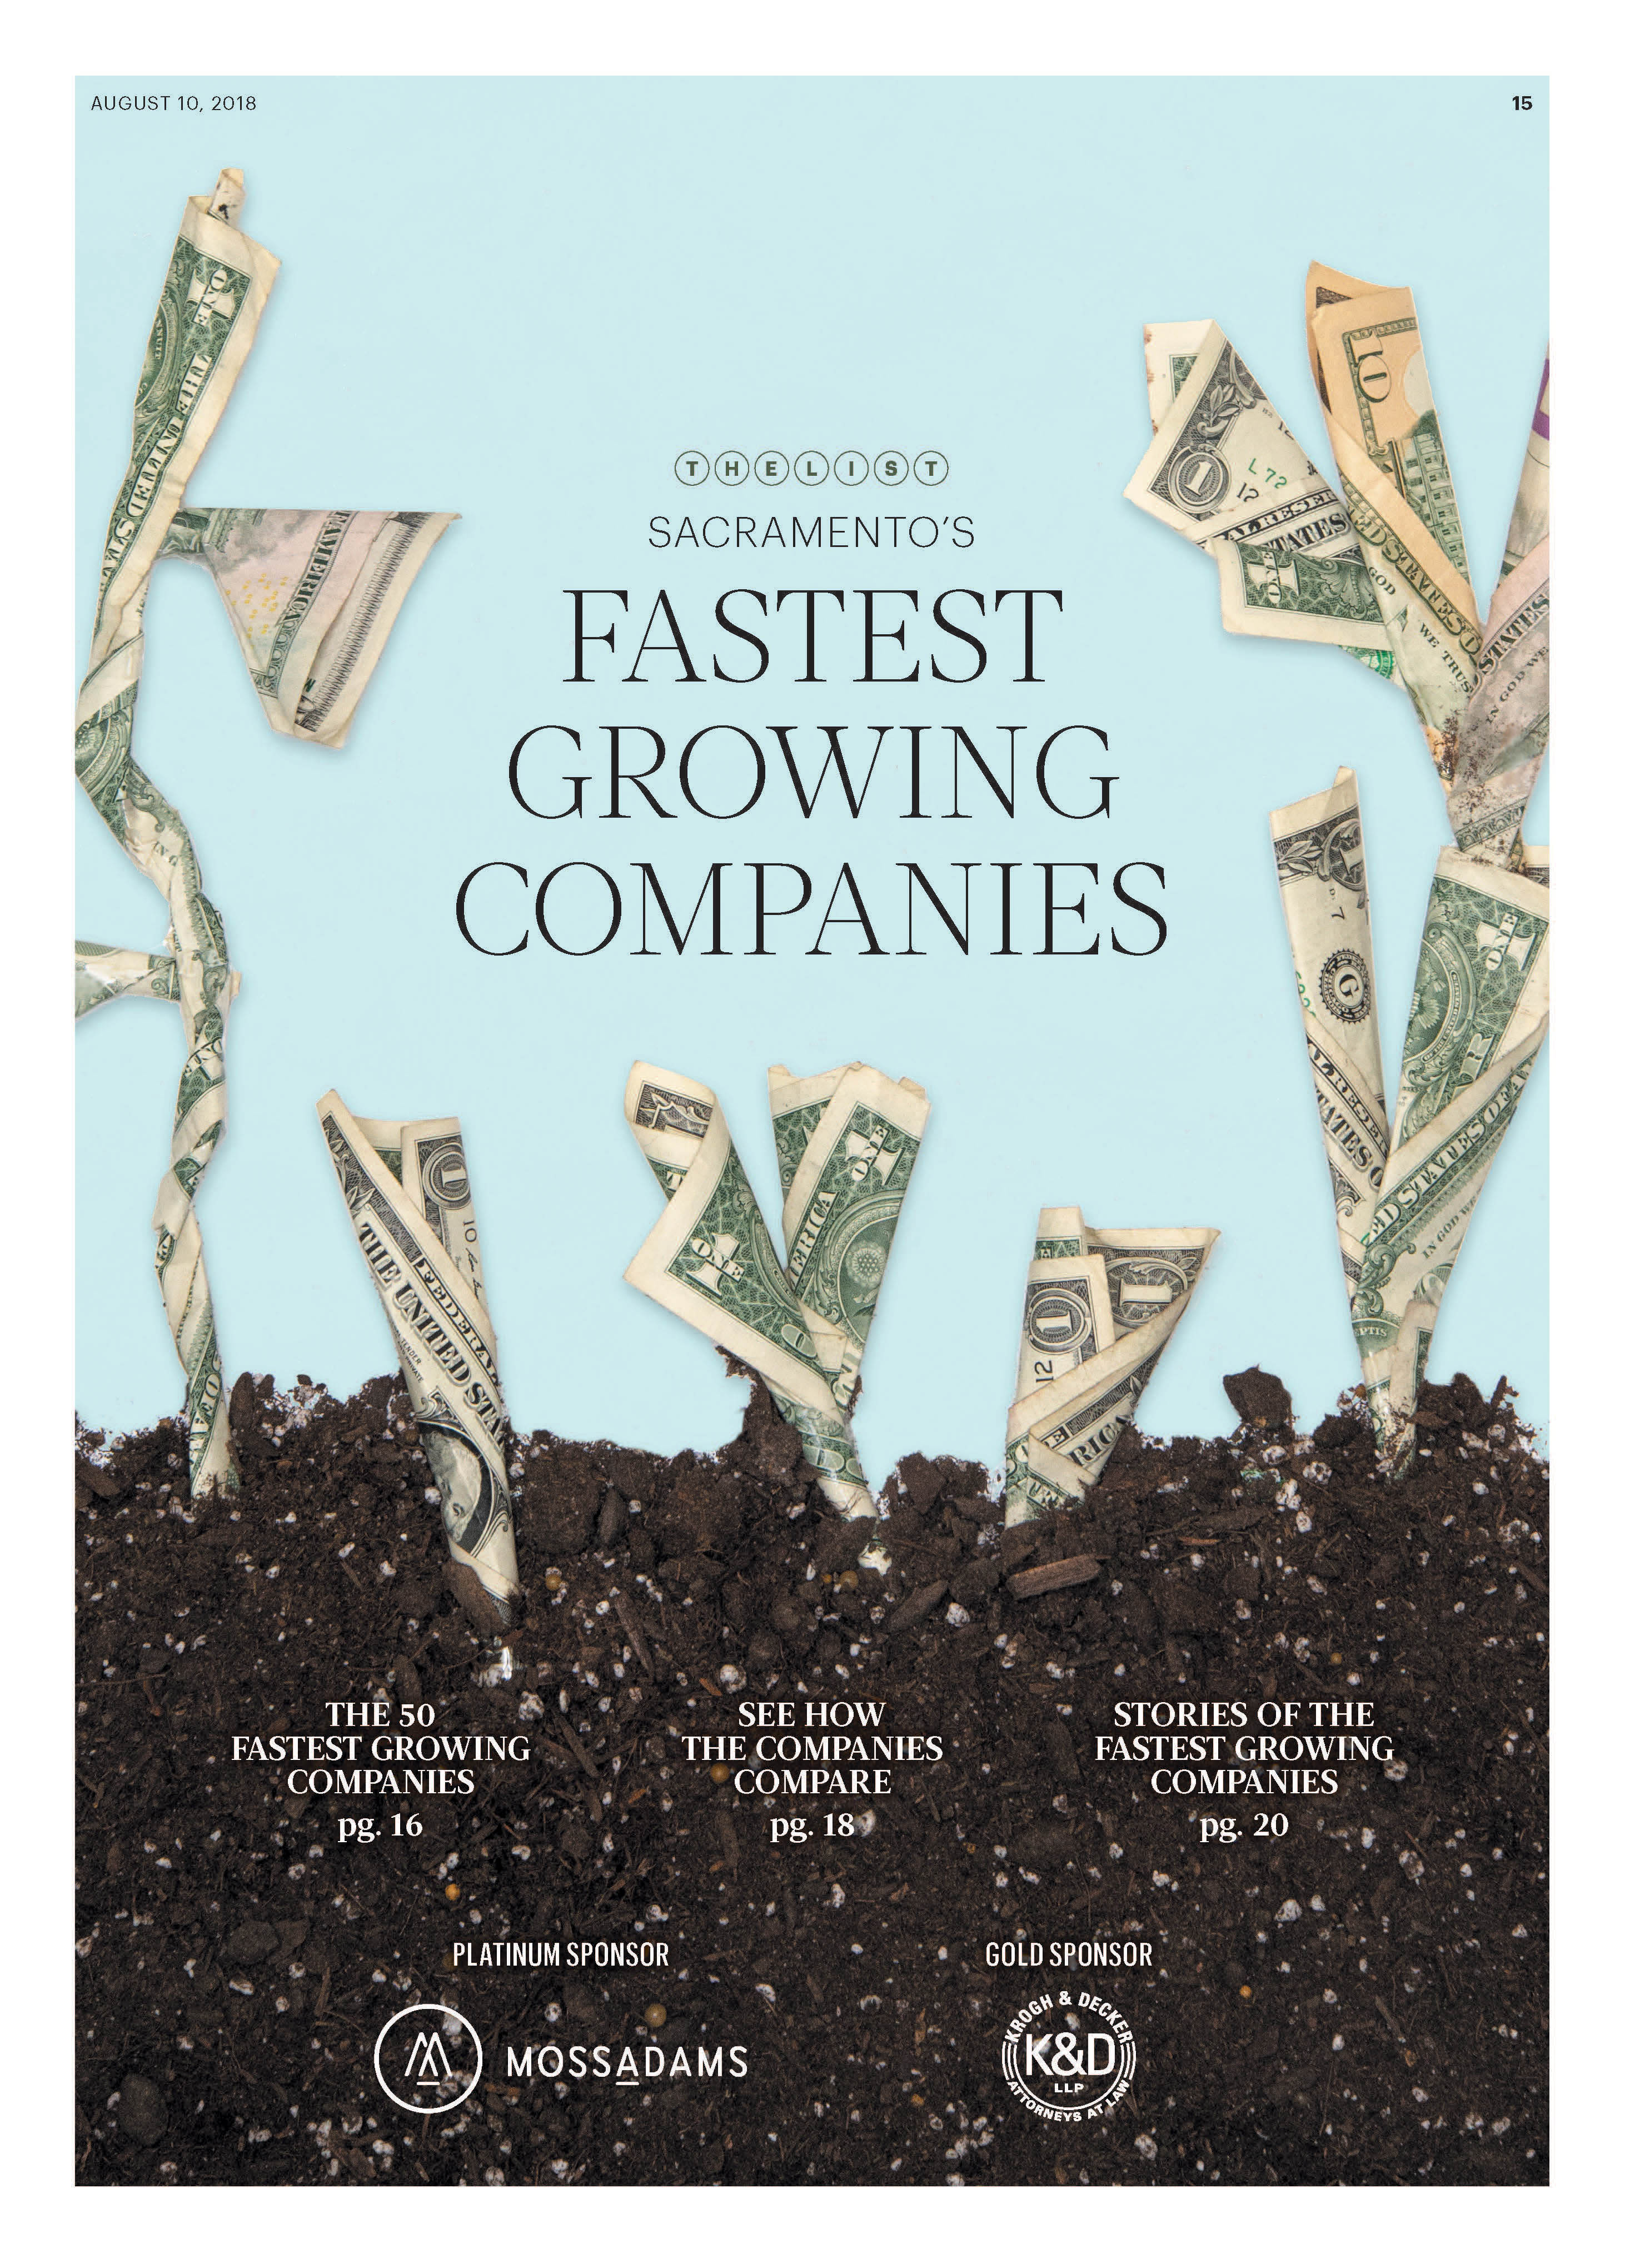 AUGUST 10, 2018
15
THE LIST
SACRAMENTO'S
FASTEST
GROWING
COMPANIES
THE 50
FASTEST GROWING
COMPANIES
pg. 16
SEE HOW
THE COMPANIES
COMPARE
pg. 18
STORIES OF THE
FASTEST GROWING
COMPANIES
pg. 20
PLATINUM SPONSOR
MOSSADAMS
GOLD SPONSOR
KROGH & DECKER
K&D
LLP
ATTORNEYS AT LAW